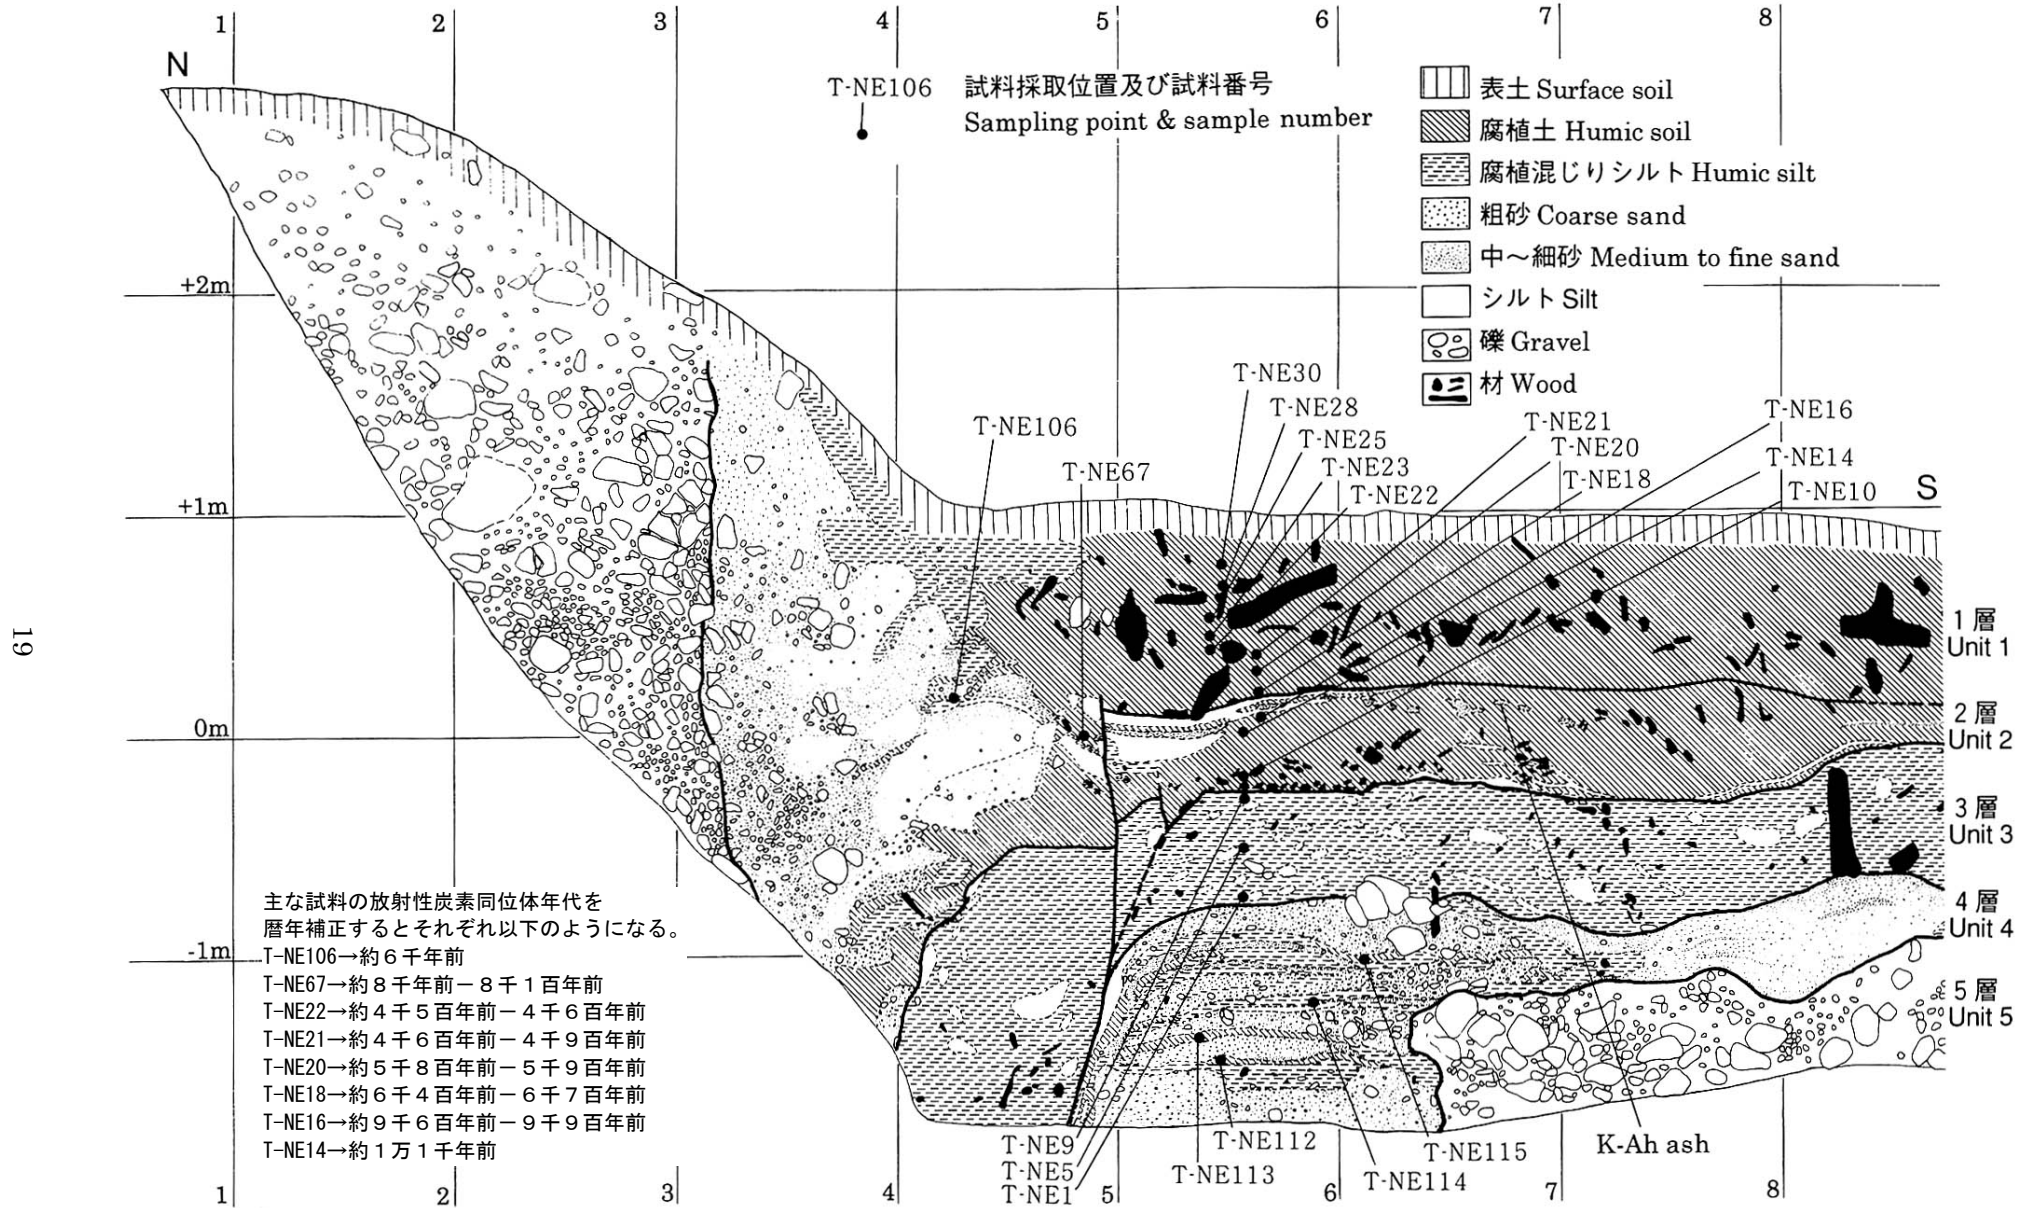 1 2 3 4 5 6 7 8
N
T-NE106 試料採取位置及び試料番号
Sampling point & sample number
表土 Surface soil
腐植土 Humic soil
腐植混じりシルト Humic silt
粗砂 Coarse sand
中〜細砂 Medium to fine sand
シルト Silt
礫 Gravel
材 Wood
+2m
+1m
0m
-1m
T-NE106
T-NE67
T-NE30
T-NE28
T-NE25
T-NE23
T-NE22
T-NE21
T-NE20
T-NE18
T-NE16
T-NE14
T-NE10
S
1層
Unit 1
2層
Unit 2
3層
Unit 3
4層
Unit 4
5層
Unit 5
主な試料の放射性炭素同位体年代を
暦年補正するとそれぞれ以下のようになる。
T-NE106→約6千年前
T-NE67→約8千年前−8千1百年前
T-NE22→約4千5百年前−4千6百年前
T-NE21→約4千6百年前−4千9百年前
T-NE20→約5千8百年前−5千9百年前
T-NE18→約6千4百年前−6千7百年前
T-NE16→約9千6百年前−9千9百年前
T-NE14→約1万1千年前
T-NE9
T-NE5
T-NE1
T-NE112
T-NE113
T-NE115
T-NE114
K-Ah ash
1 2 3 4 5 6 7 8
19